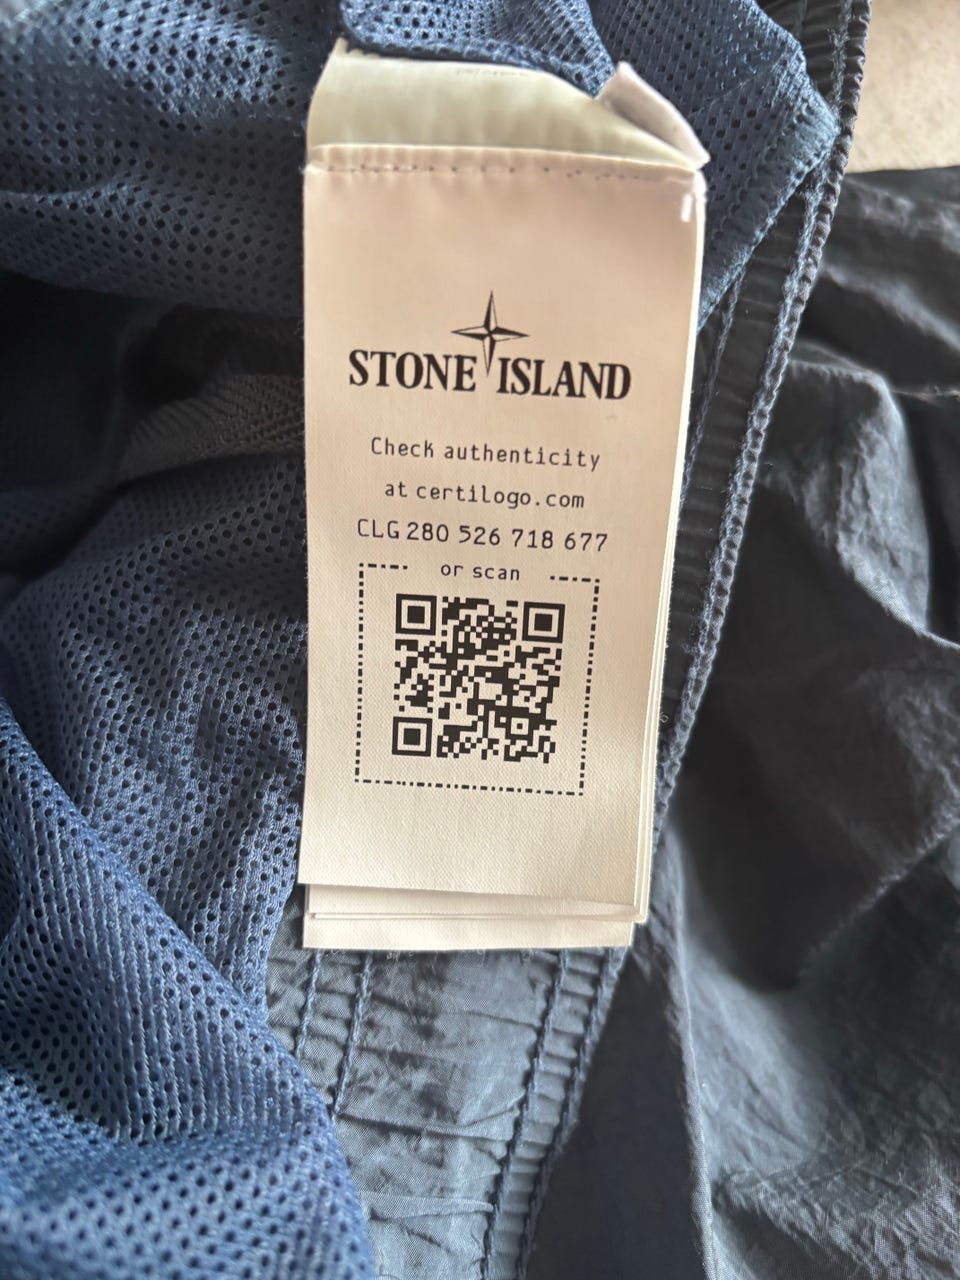 STONE ISLAND
Check authenticity
at certilogo.com
CLG 280 526 718 677
or scan